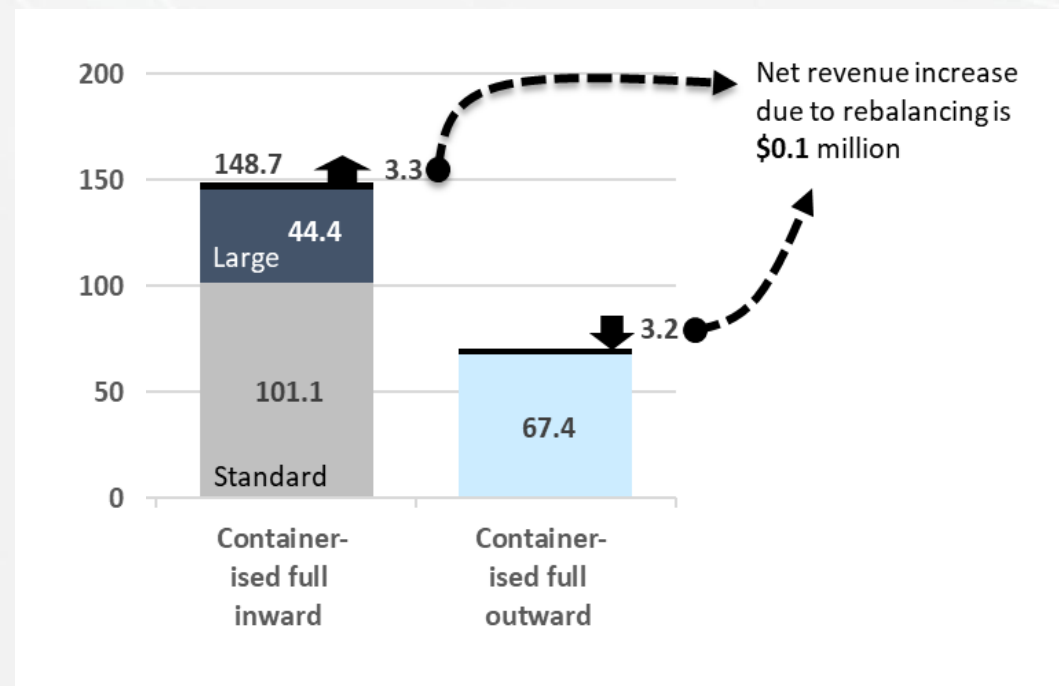 200
150
100
50
0
148.7
3.3
44.4
Large
101.1
Standard
3.2
67.4
Net revenue increase
due to rebalancing is
$0.1 million
Container-
ised full
inward
Container-
ised full
outward